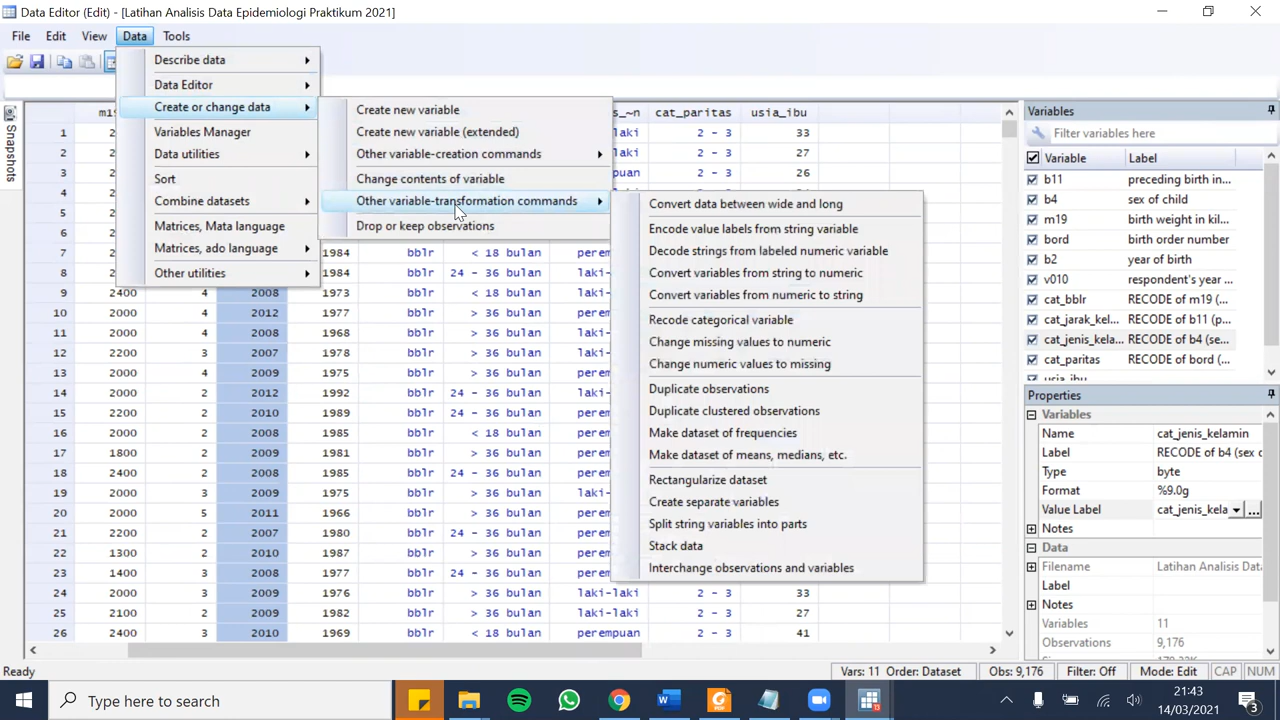 Data Editor (Edit) - [Latihan Analisis Data Epidemiologi Praktikum 2021]
File Edit View Data Tools
Snapshots
Describe data
Data Editor
Create or change data
Variables Manager
Data utilities
Sort
Combine datasets
Matrices, Mata language
Matrices, ado language
Other utilities
Create new variable
Create new variable (extended)
Other variable-creation commands
Change contents of variable
Other variable-transformation commands
Drop or keep observations
Convert data between wide and long
Encode value labels from string variable
Decode strings from labeled numeric variable
Convert variables from string to numeric
Convert variables from numeric to string
Recode categorical variable
Change missing values to numeric
Change numeric values to missing
Duplicate observations
Duplicate clustered observations
Make dataset of frequencies
Make dataset of means, medians, etc.
Rectangularize dataset
Create separate variables
Split string variables into parts
Stack data
Interchange observations and variables
m19 s_~n cat_paritas usia_ibu
1 2 laki 2 - 3 33
2 2 laki 2 - 3 27
3 2 puan 2 - 3 26
4 2
5 2
6 2
7 1984 bblr < 18 bulan perem
8 1984 bblr 24 - 36 bulan laki-
9 2400 4 2008 1973 bblr < 18 bulan laki-
10 2000 4 2012 1977 bblr > 36 bulan perem
11 2000 4 2008 1968 bblr > 36 bulan laki-
12 2200 3 2007 1978 bblr > 36 bulan laki-
13 2000 4 2009 1975 bblr > 36 bulan perem
14 2000 2 2012 1992 bblr 24 - 36 bulan laki-
15 2200 2 2010 1989 bblr 24 - 36 bulan perem
16 2000 2 2008 1985 bblr < 18 bulan perem
17 1800 2 2009 1981 bblr > 36 bulan perem
18 2400 2 2008 1985 bblr 24 - 36 bulan laki-
19 2000 3 2009 1975 bblr > 36 bulan laki-
20 2000 5 2011 1966 bblr > 36 bulan laki-
21 2200 2 2007 1980 bblr 24 - 36 bulan perem
22 1300 2 2010 1987 bblr > 36 bulan perem
23 1400 3 2008 1977 bblr 24 - 36 bulan perem
24 2000 3 2009 1976 bblr > 36 bulan laki-laki 2 - 3 33
25 2100 2 2009 1982 bblr > 36 bulan laki-laki 2 - 3 27
26 2400 3 2010 1969 bblr < 18 bulan perempuan 2 - 3 41
Variables
Filter variables here
Variable Label
b11 preceding birth in...
b4 sex of child
m19 birth weight in kil...
bord birth order number
b2 year of birth
v010 respondent's year ...
cat_bblr RECODE of m19 (...
cat_jarak_kel... RECODE of b11 (p...
cat_jenis_kela... RECODE of b4 (se...
cat_paritas RECODE of bord (...
usia_ibu
Properties
Variables
Name cat_jenis_kelamin
Label RECODE of b4 (sex o
Type byte
Format %9.0g
Value Label cat_jenis_kela ...
Notes
Data
Filename Latihan Analisis Data
Label
Notes
Variables 11
Observations 9,176
Ready Vars: 11 Order: Dataset Obs: 9,176 Filter: Off Mode: Edit CAP NUM
Type here to search
21:43
14/03/2021
3